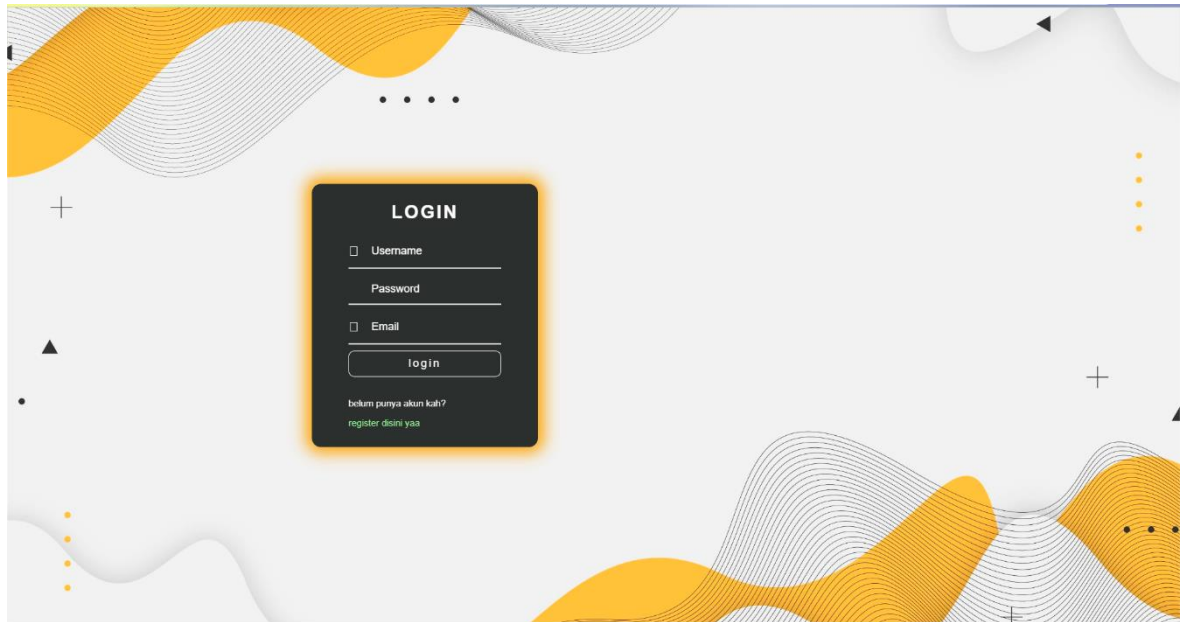 LOGIN
Username
Password
Email
login
belum punya akun kah?
register disini yaa